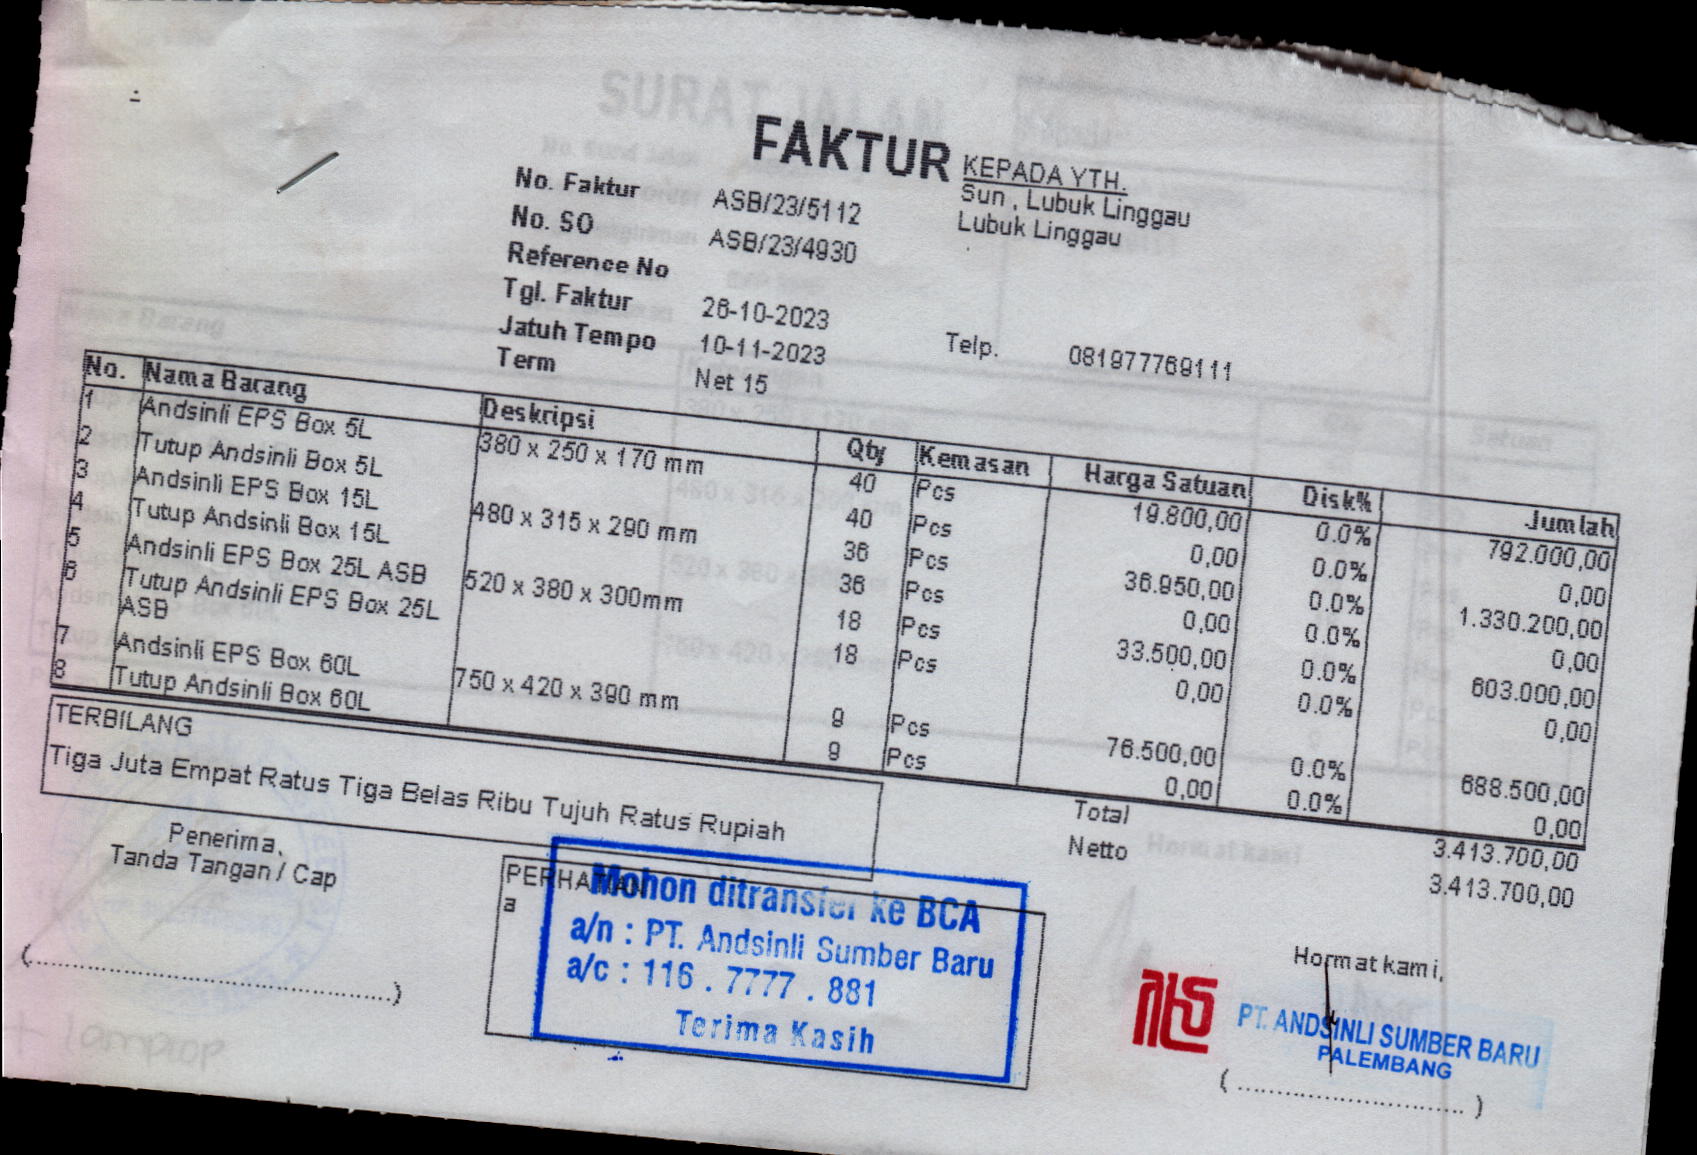 FAKTUR
KEPADA YTH.
Sun , Lubuk Linggau
Lubuk Linggau
No. Faktur ASB/23/5112
No. SO ASB/23/4930
Reference No
Tgl. Faktur 26-10-2023
Jatuh Tempo 10-11-2023
Telp. 081977769111
Term Net 15
No. Nama Barang Deskripsi Qty Kemasan Harga Satuan Disk% Jumlah
1 Andsinli EPS Box 5L 380 x 250 x 170 mm 40 Pcs 19.800,00 0.0% 792.000,00
2 Tutup Andsinli Box 5L 40 Pcs 0,00 0.0% 0,00
3 Andsinli EPS Box 15L 480 x 315 x 290 mm 36 Pcs 36.950,00 0.0% 1.330.200,00
4 Tutup Andsinli Box 15L 36 Pcs 0,00 0.0% 0,00
5 Andsinli EPS Box 25L ASB 520 x 380 x 300mm 18 Pcs 33.500,00 0.0% 603.000,00
6 Tutup Andsinli EPS Box 25L 18 Pcs 0,00 0.0% 0,00
ASB
7 Andsinli EPS Box 60L 750 x 420 x 390 mm 9 Pcs 76.500,00 0.0% 688.500,00
8 Tutup Andsinli Box 60L 9 Pcs 0,00 0.0% 0,00
TERBILANG
Tiga Juta Empat Ratus Tiga Belas Ribu Tujuh Ratus Rupiah
Total 3.413.700,00
Netto 3.413.700,00
Penerima,
Tanda Tangan / Cap
(........................................)
PERHATIAN
a
Mohon ditransfer ke BCA
a/n : PT. Andsinli Sumber Baru
a/c : 116 . 7777 . 881
Terima Kasih
Hormat kami,
PT. ANDSINLI SUMBER BARU
PALEMBANG
(..............................)
SURAT JALAN
+ lamprop